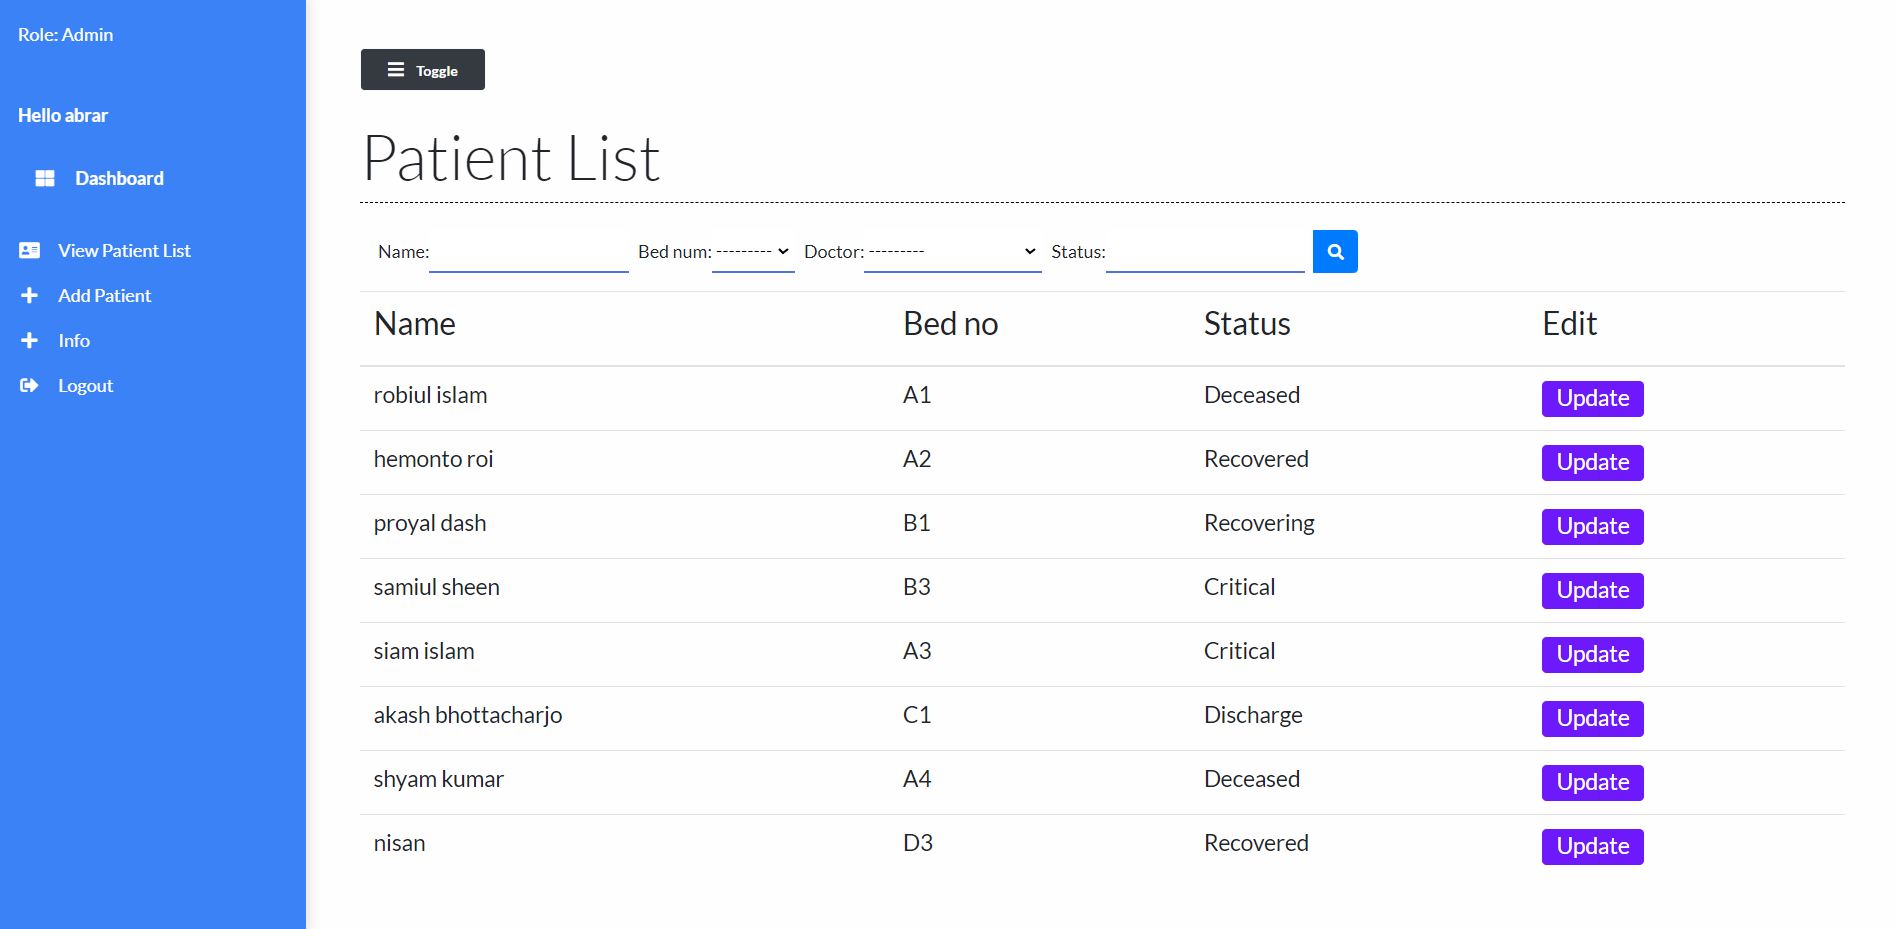 Role: Admin
Hello abrar
Dashboard
View Patient List
Add Patient
Info
Logout
Toggle
Patient List
Name: Bed num: --------- Doctor: --------- Status:
Name Bed no Status Edit
robiul islam A1 Deceased Update
hemonto roi A2 Recovered Update
proyal dash B1 Recovering Update
samiul sheen B3 Critical Update
siam islam A3 Critical Update
akash bhottacharjo C1 Discharge Update
shyam kumar A4 Deceased Update
nisan D3 Recovered Update